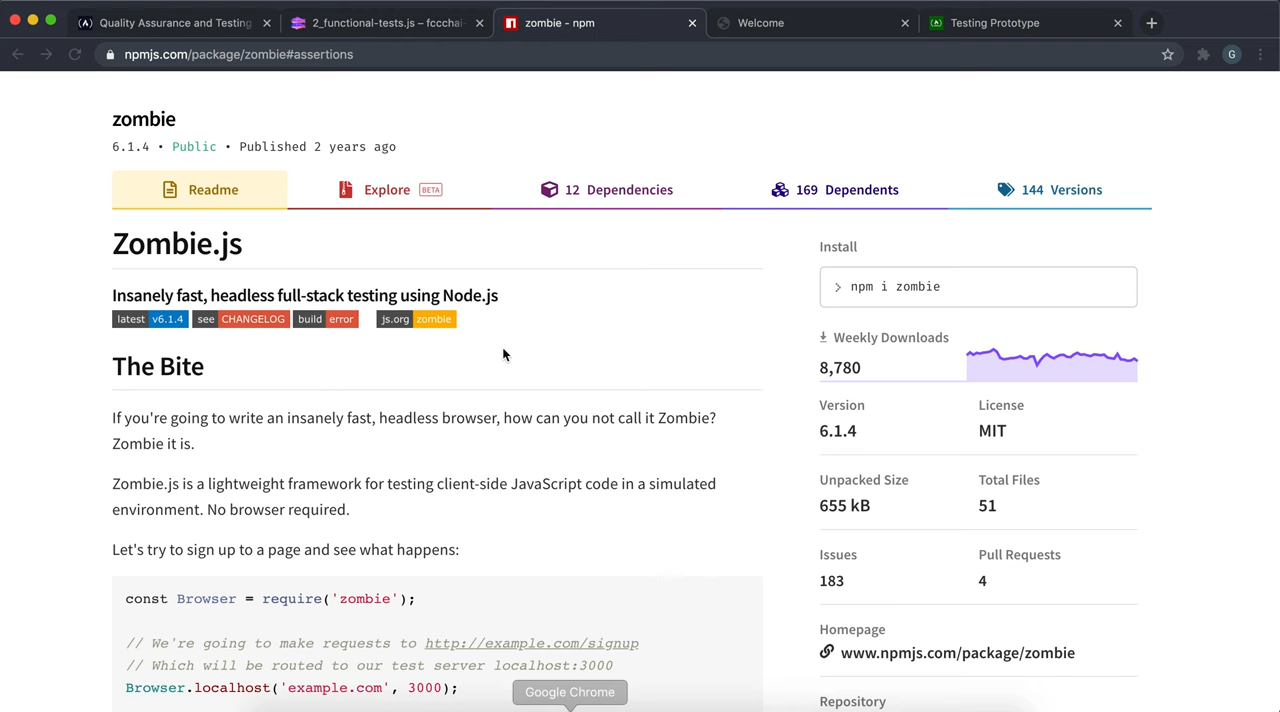 Quality Assurance and Testing
2_functional-tests.js – fccchai-
zombie - npm
Welcome
Testing Prototype
npmjs.com/package/zombie#assertions
G
zombie
6.1.4 • Public • Published 2 years ago
Readme
Explore BETA
12 Dependencies
169 Dependents
144 Versions
Zombie.js
Insanely fast, headless full-stack testing using Node.js
latest v6.1.4 see CHANGELOG build error js.org zombie
The Bite
If you're going to write an insanely fast, headless browser, how can you not call it Zombie?
Zombie it is.
Zombie.js is a lightweight framework for testing client-side JavaScript code in a simulated
environment. No browser required.
Let's try to sign up to a page and see what happens:
const Browser = require('zombie');
// We're going to make requests to http://example.com/signup
// Which will be routed to our test server localhost:3000
Browser.localhost('example.com', 3000);
Install
> npm i zombie
Weekly Downloads
8,780
Version
License
6.1.4
MIT
Unpacked Size
Total Files
655 kB
51
Issues
Pull Requests
183
4
Homepage
www.npmjs.com/package/zombie
Repository
Google Chrome